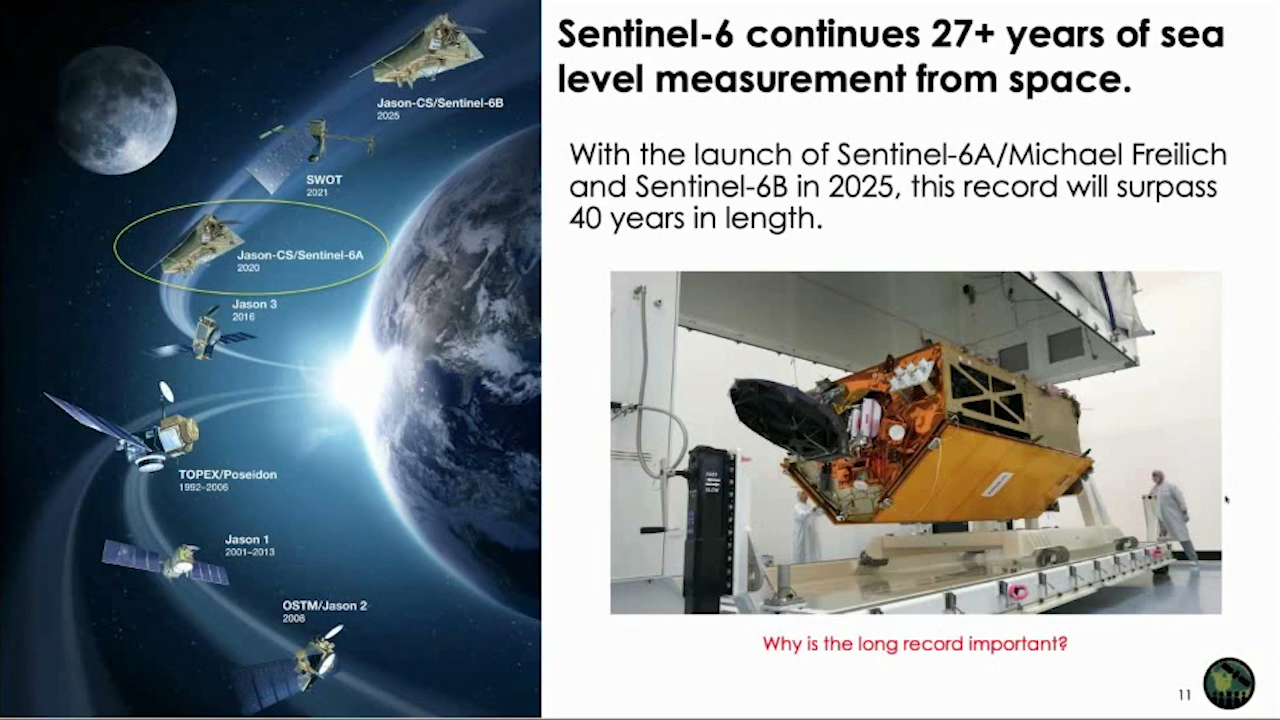 Sentinel-6 continues 27+ years of sea
level measurement from space.
With the launch of Sentinel-6A/Michael Freilich
and Sentinel-6B in 2025, this record will surpass
40 years in length.
Jason-CS/Sentinel-6B
2025
SWOT
2021
Jason-CS/Sentinel-6A
2020
Jason 3
2016
TOPEX/Poseidon
1992–2006
Jason 1
2001–2013
OSTM/Jason 2
2008
Why is the long record important?
11